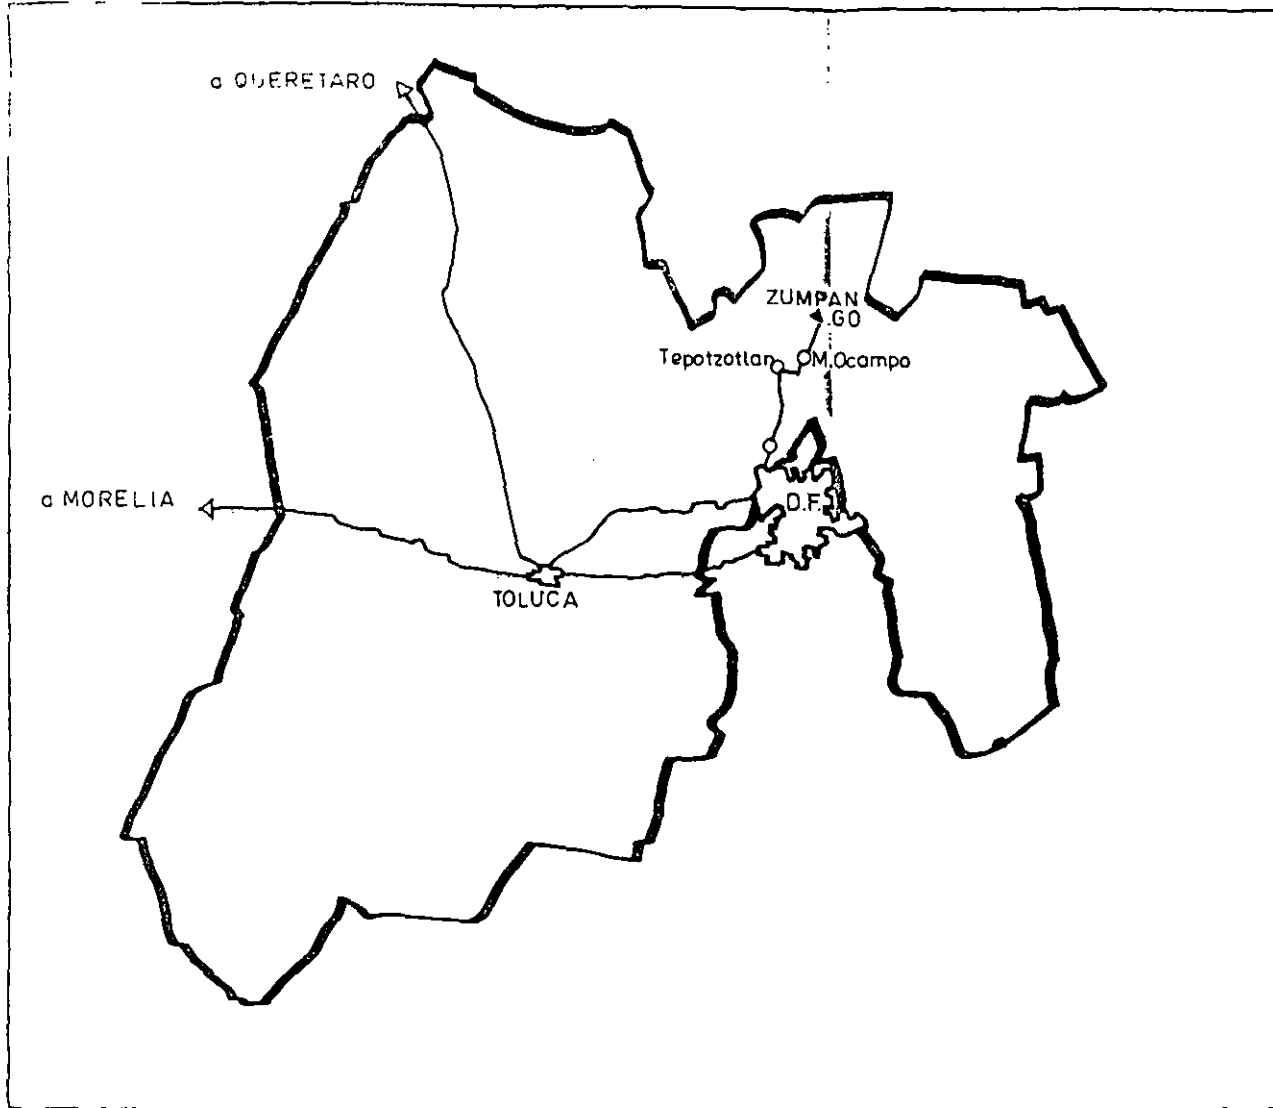 a QUERETARO
ZUMPAN
GO
Tepotzotlan
M.Ocampo
a MORELIA
D.F.
TOLUCA